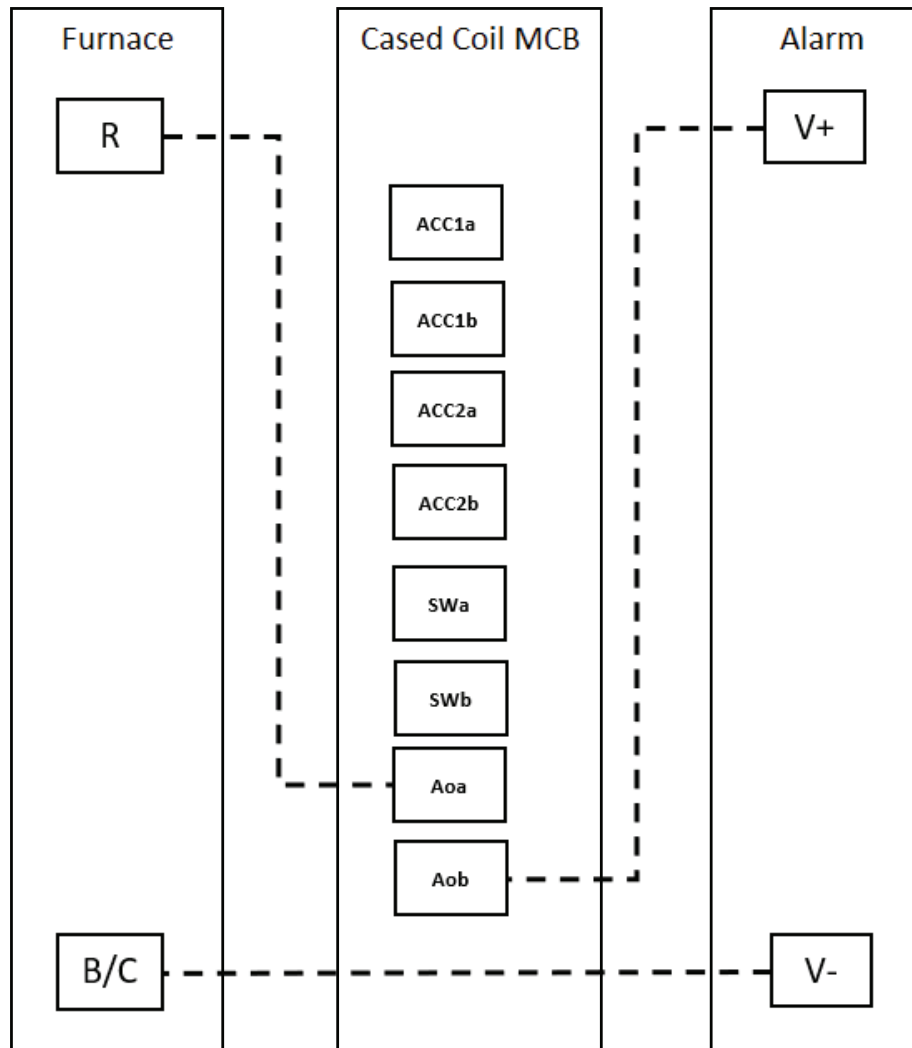 Furnace
Cased Coil MCB
Alarm
R
V+
ACC1a
ACC1b
ACC2a
ACC2b
SWa
SWb
Aoa
Aob
B/C
V-